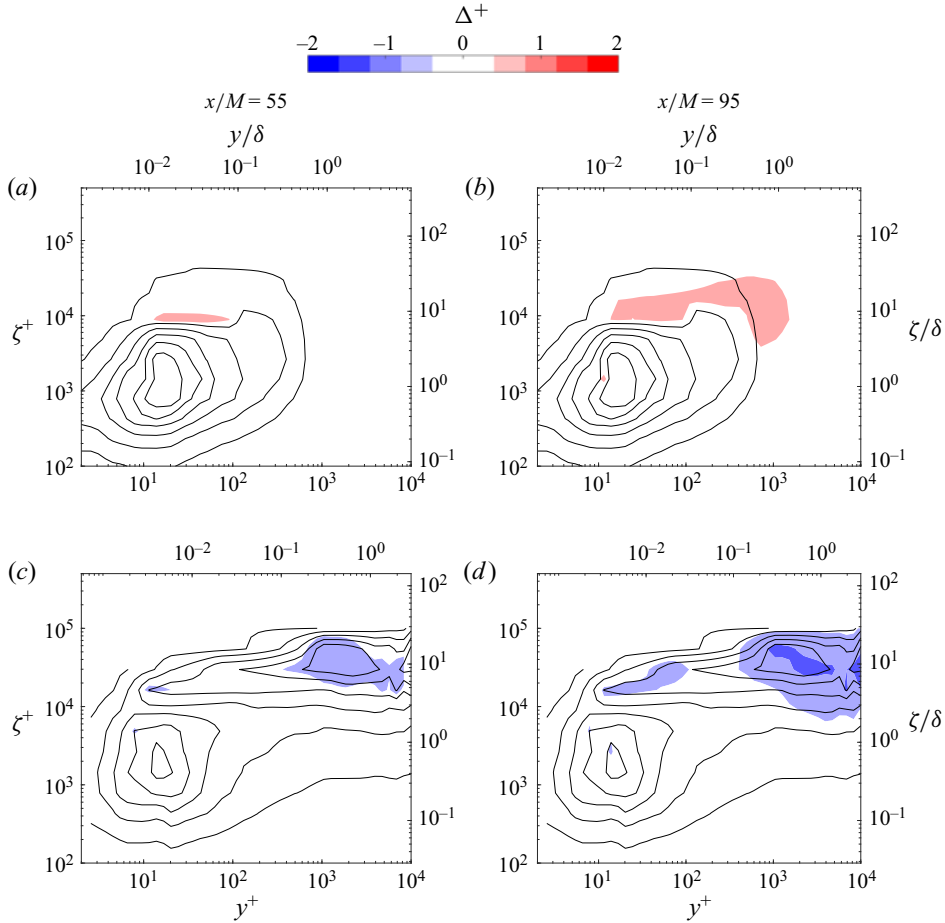 Δ⁺
−2 −1 0 1 2
x/M = 55 x/M = 95
y/δ y/δ
10⁻² 10⁻¹ 10⁰ 10⁻² 10⁻¹ 10⁰
(a) (b)
10⁵ 10² 10⁵ 10²
ζ⁺ 10⁴ 10¹ 10⁴ 10¹ ζ/δ
10³ 10⁰ 10³ 10⁰
10² 10⁻¹ 10² 10⁻¹
10¹ 10² 10³ 10⁴ 10¹ 10² 10³ 10⁴
10⁻² 10⁻¹ 10⁰ 10⁻² 10⁻¹ 10⁰
(c) (d)
10² 10²
10⁵ 10⁵
10¹ 10¹
ζ⁺ 10⁴ 10⁰ 10⁴ 10⁰ ζ/δ
10³ 10⁻¹ 10³ 10⁻¹
10² 10²
10¹ 10² 10³ 10⁴ 10¹ 10² 10³ 10⁴
y⁺ y⁺